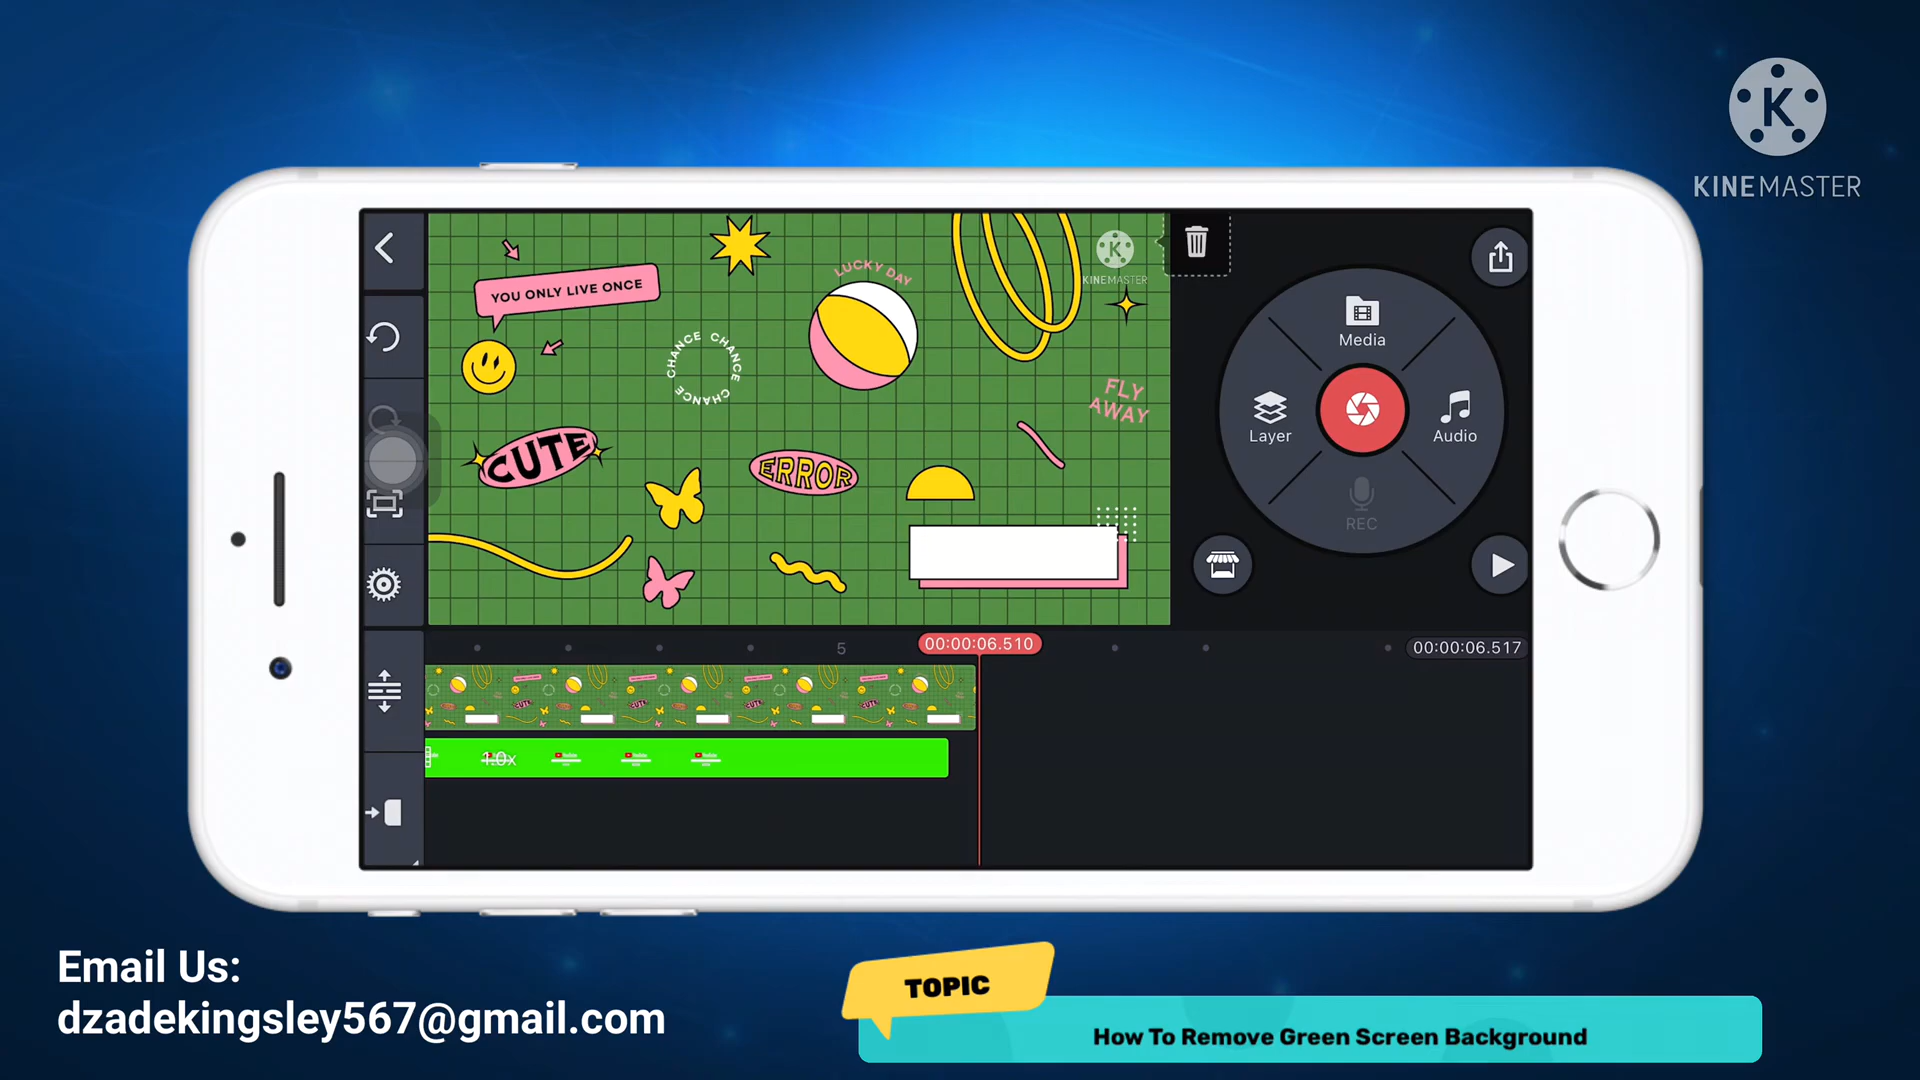 K
KINEMASTER
YOU ONLY LIVE ONCE
LUCKY DAY
K
KINEMASTER
CHANCE CHANCE CHANCE
FLY
AWAY
CUTE
ERROR
Media
Layer
Audio
REC
5
00:00:06.510
00:00:06.517
1.0x
Email Us:
dzadekingsley567@gmail.com
TOPIC
How To Remove Green Screen Background